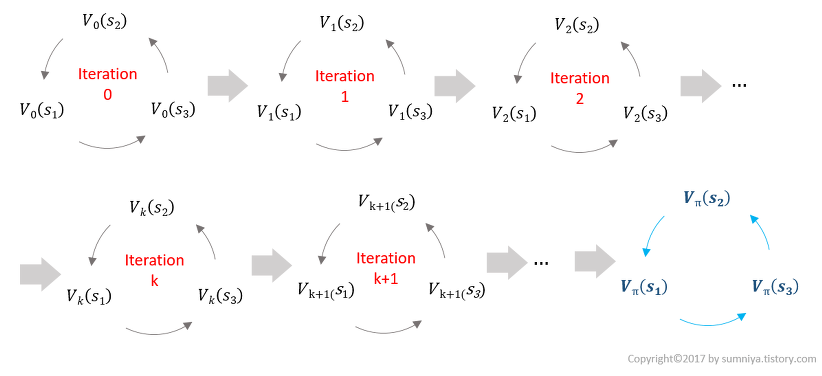 V₀(s₂) V₁(s₂) V₂(s₂)
Iteration Iteration Iteration
0 1 2
...
V₀(s₁) V₀(s₃) V₁(s₁) V₁(s₃) V₂(s₁) V₂(s₃)
Vₖ(s₂) Vₖ₊₁₍s₂) Vπ(s₂)
Iteration Iteration
k k+1
...
Vₖ(s₁) Vₖ(s₃) Vₖ₊₁₍s₁) Vₖ₊₁₍s₃) Vπ(s₁) Vπ(s₃)
Copyright©2017 by sumniya.tistory.com